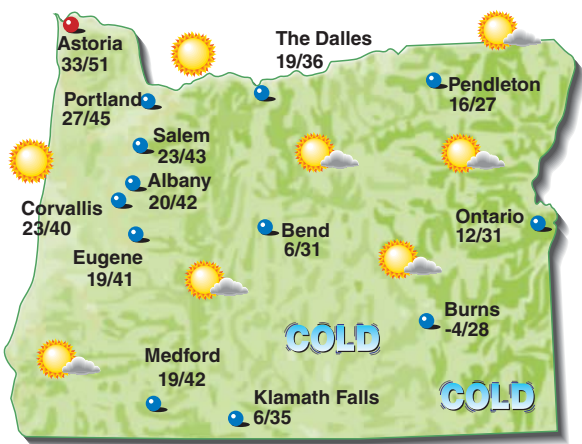 Astoria
33/51
The Dalles
19/36
Pendleton
16/27
Portland
27/45
Salem
23/43
Albany
20/42
Corvallis
23/40
Eugene
19/41
Bend
6/31
Ontario
12/31
Burns
-4/28
COLD
Medford
19/42
Klamath Falls
6/35
COLD